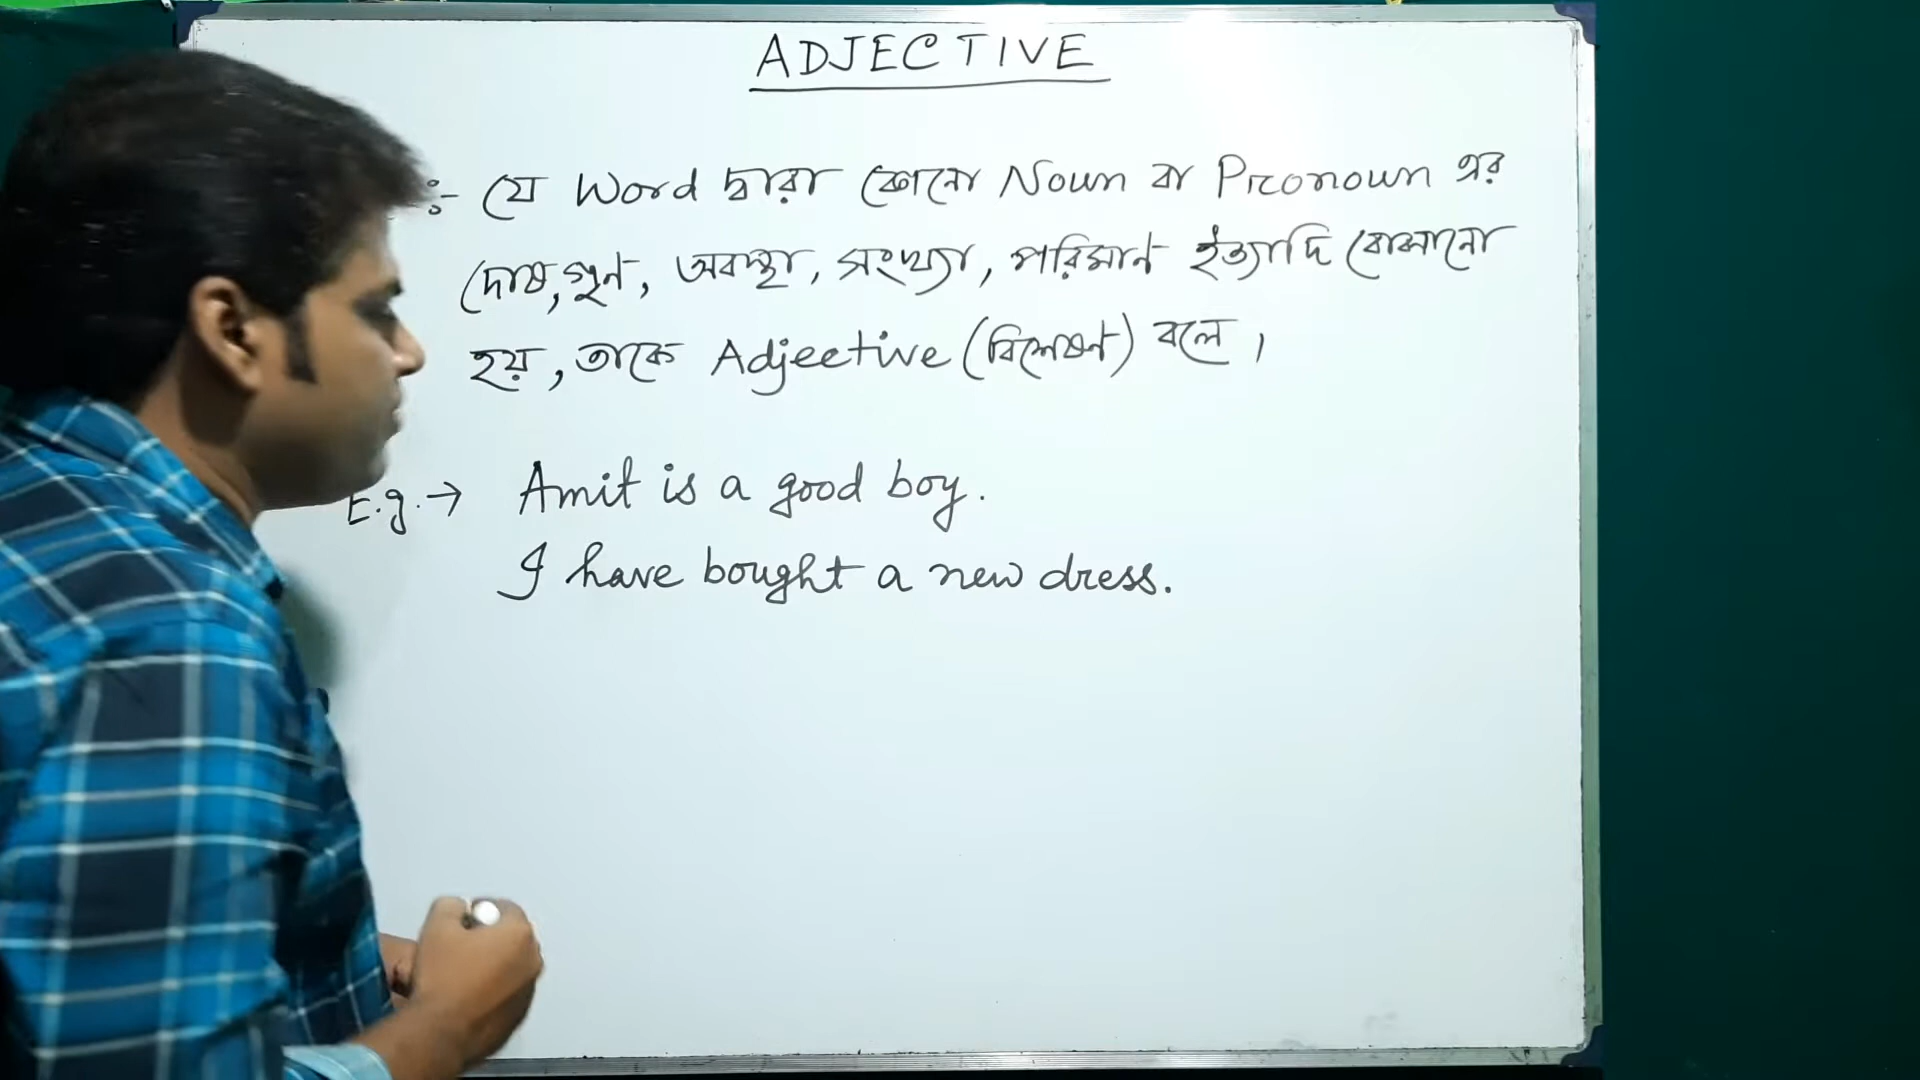 ADJECTIVE
:- যে Word দ্বারা কোনো Noun বা Pronoun এর
দোষ,গুন, অবস্থা, সংখ্যা, পরিমান ইত্যাদি বোঝানো
হয়, তাকে Adjective (বিশেষণ) বলে।
E.g. → Amit is a good boy.
I have bought a new dress.